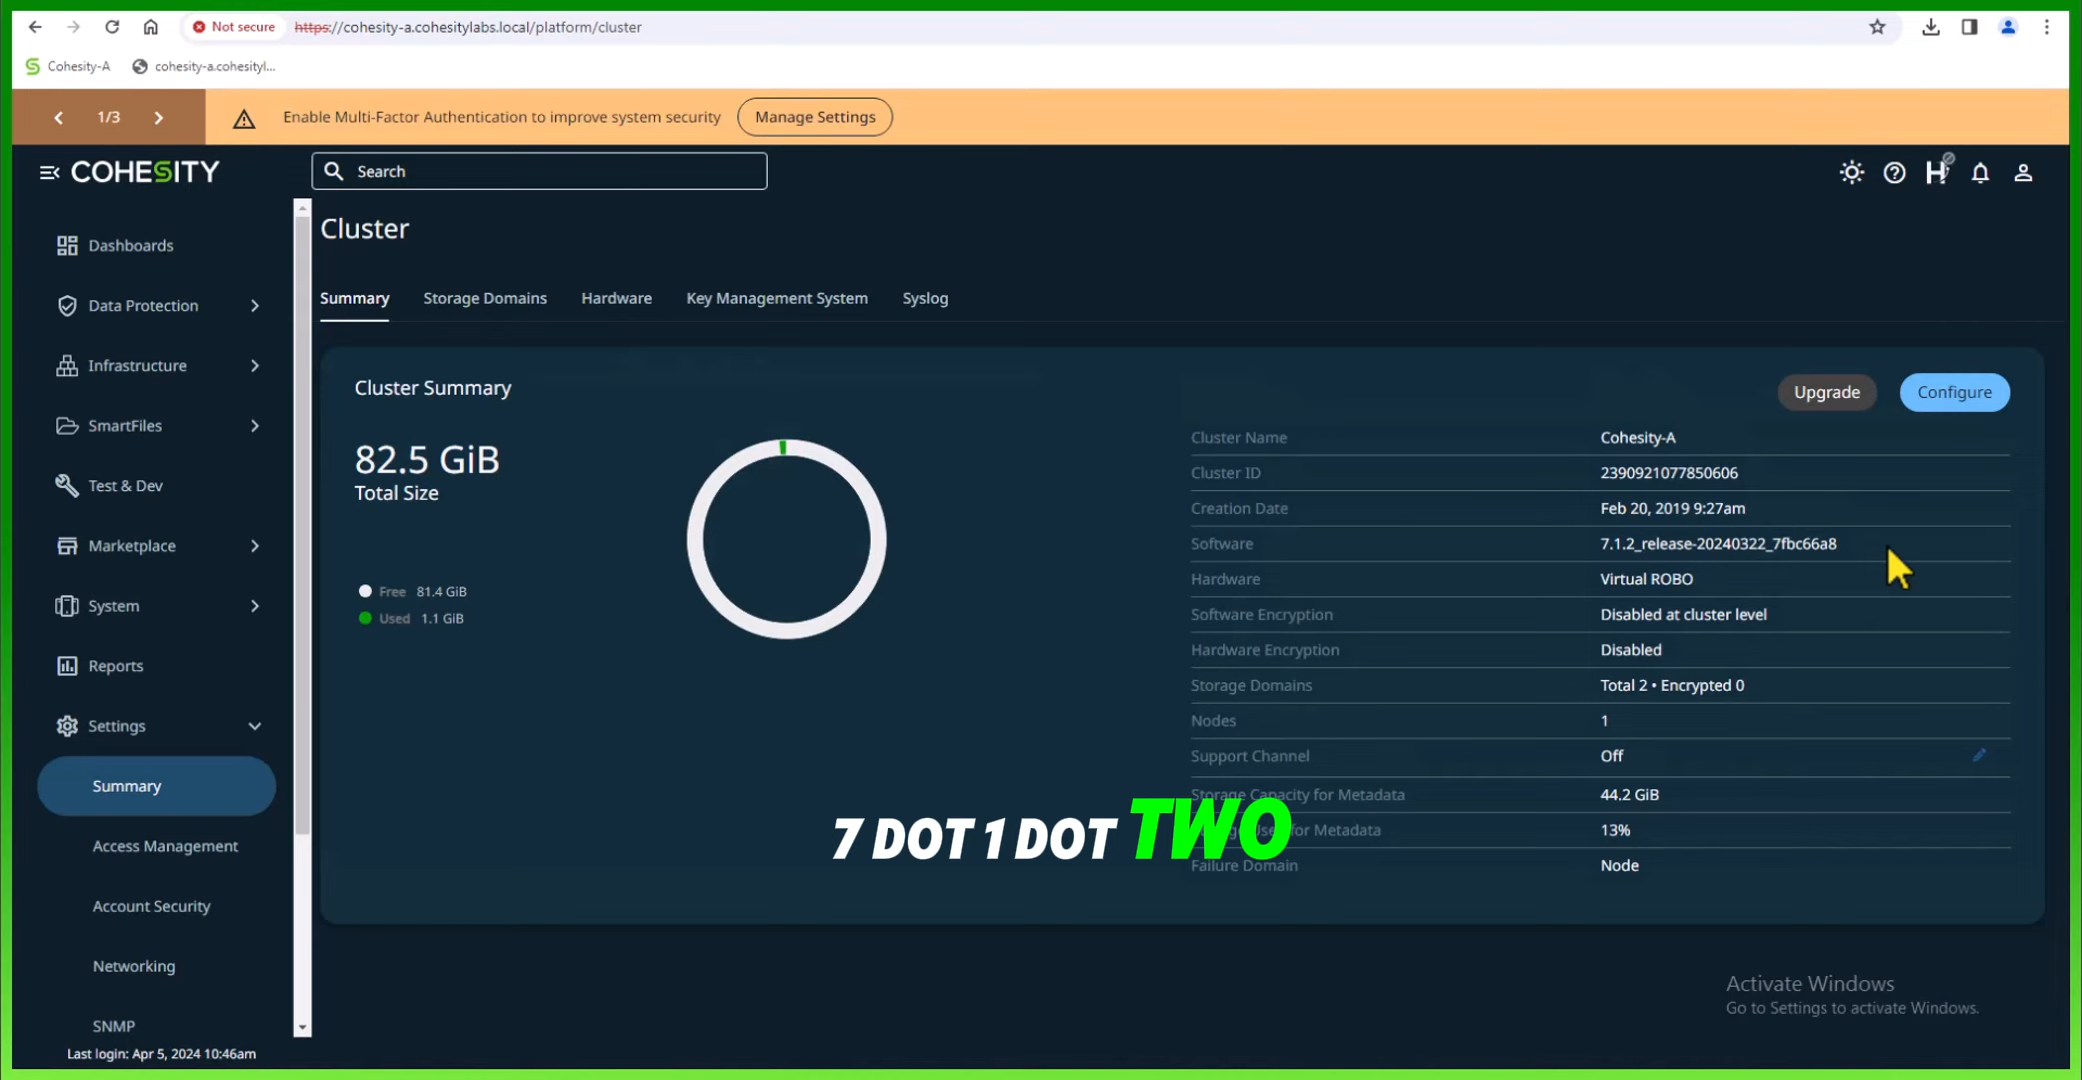 Not secure https://cohesity-a.cohesitylabs.local/platform/cluster
Cohesity-A cohesity-a.cohesityl...
1/3 Enable Multi-Factor Authentication to improve system security Manage Settings
COHESITY Search
Cluster
Dashboards
Data Protection
Infrastructure
SmartFiles
Test & Dev
Marketplace
System
Reports
Settings
Summary
Access Management
Account Security
Networking
SNMP
Last login: Apr 5, 2024 10:46am
Summary Storage Domains Hardware Key Management System Syslog
Cluster Summary
Upgrade Configure
82.5 GiB
Total Size
Free 81.4 GiB
Used 1.1 GiB
Cluster Name Cohesity-A
Cluster ID 2390921077850606
Creation Date Feb 20, 2019 9:27am
Software 7.1.2_release-20240322_7fbc66a8
Hardware Virtual ROBO
Software Encryption Disabled at cluster level
Hardware Encryption Disabled
Storage Domains Total 2 • Encrypted 0
Nodes 1
Support Channel Off
Storage Capacity for Metadata 44.2 GiB
for Metadata 13%
Failure Domain Node
7 DOT 1 DOT TWO
Activate Windows
Go to Settings to activate Windows.